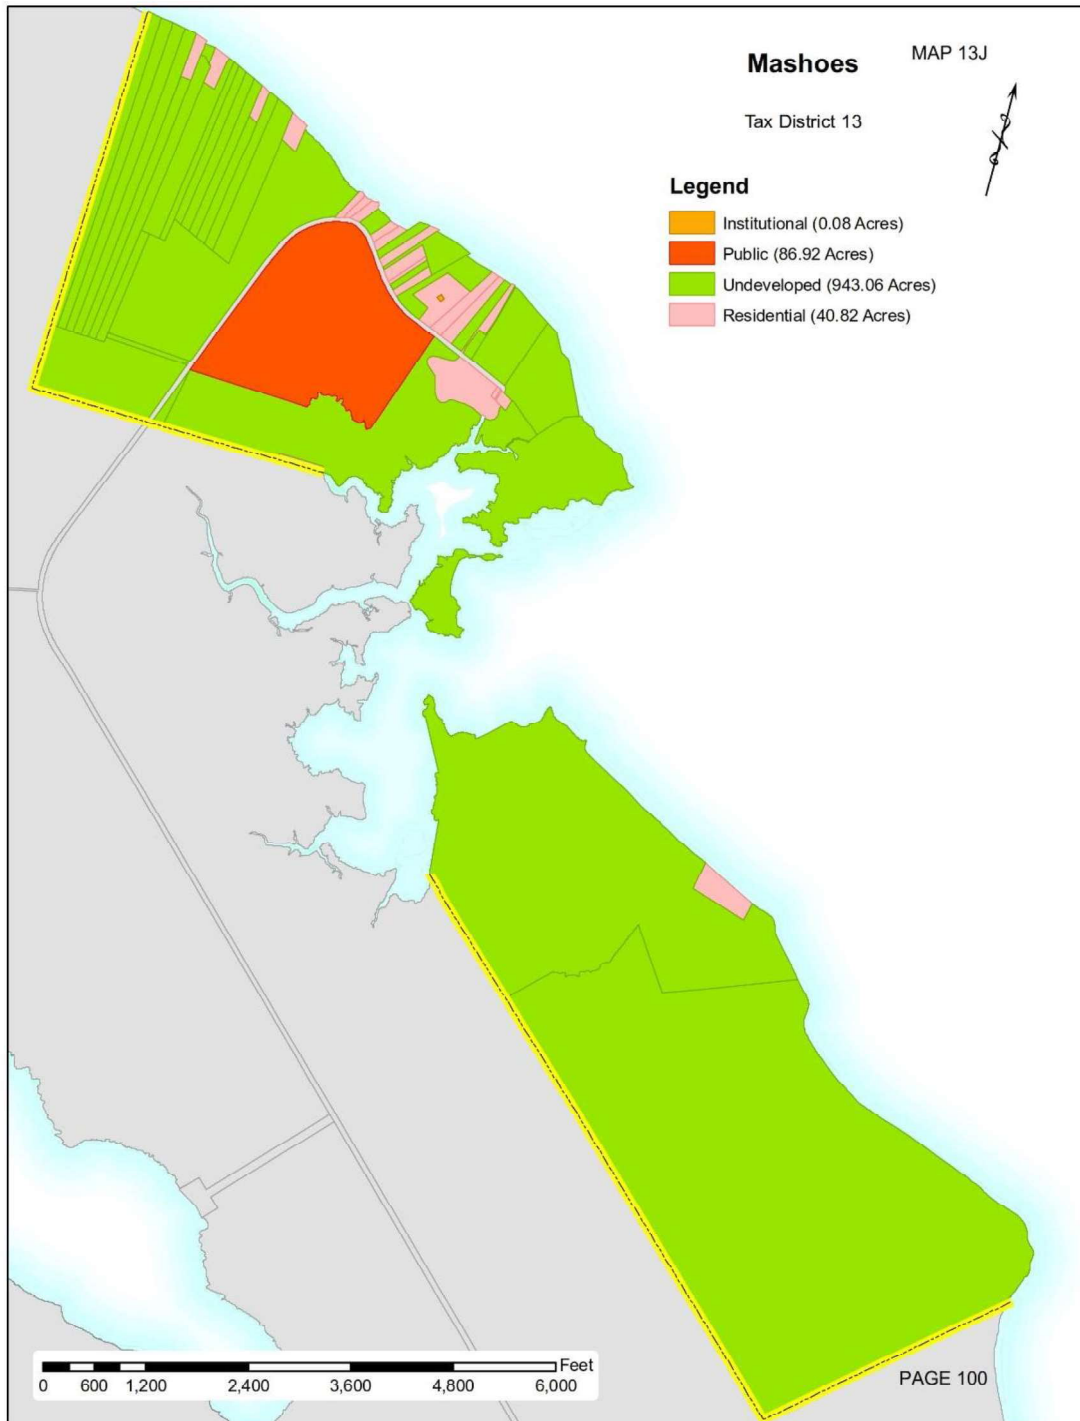 Mashoes
MAP 13J
Tax District 13
Legend
Institutional (0.08 Acres)
Public (86.92 Acres)
Undeveloped (943.06 Acres)
Residential (40.82 Acres)
Feet
0 600 1,200 2,400 3,600 4,800 6,000
PAGE 100